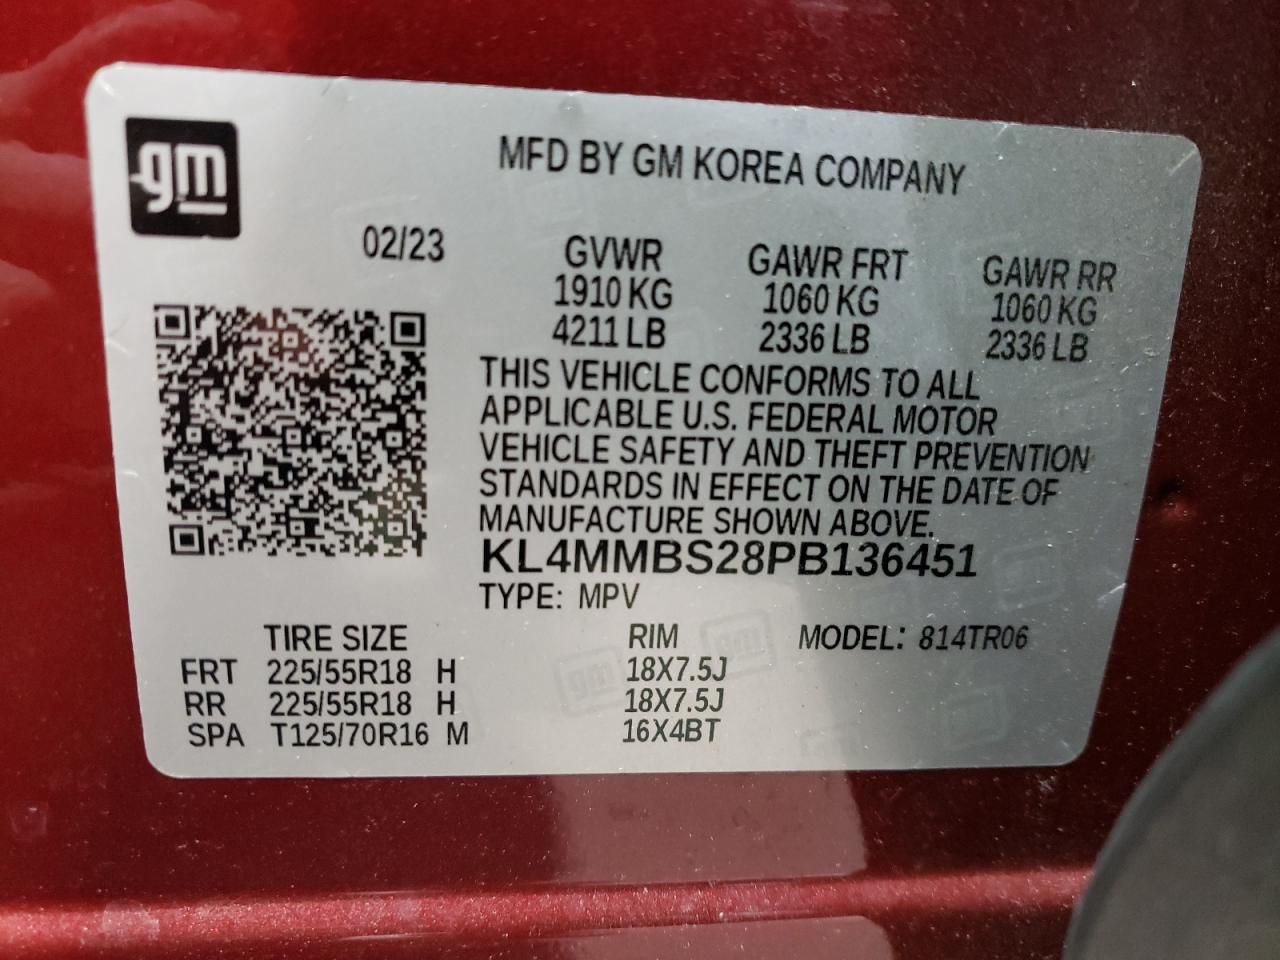 gm
MFD BY GM KOREA COMPANY
02/23
GVWR GAWR FRT GAWR RR
1910 KG 1060 KG 1060 KG
4211 LB 2336 LB 2336 LB
THIS VEHICLE CONFORMS TO ALL
APPLICABLE U.S. FEDERAL MOTOR
VEHICLE SAFETY AND THEFT PREVENTION
STANDARDS IN EFFECT ON THE DATE OF
MANUFACTURE SHOWN ABOVE.
KL4MMBS28PB136451
TYPE: MPV
TIRE SIZE RIM MODEL: 814TR06
FRT 225/55R18 H 18X7.5J
RR 225/55R18 H 18X7.5J
SPA T125/70R16 M 16X4BT